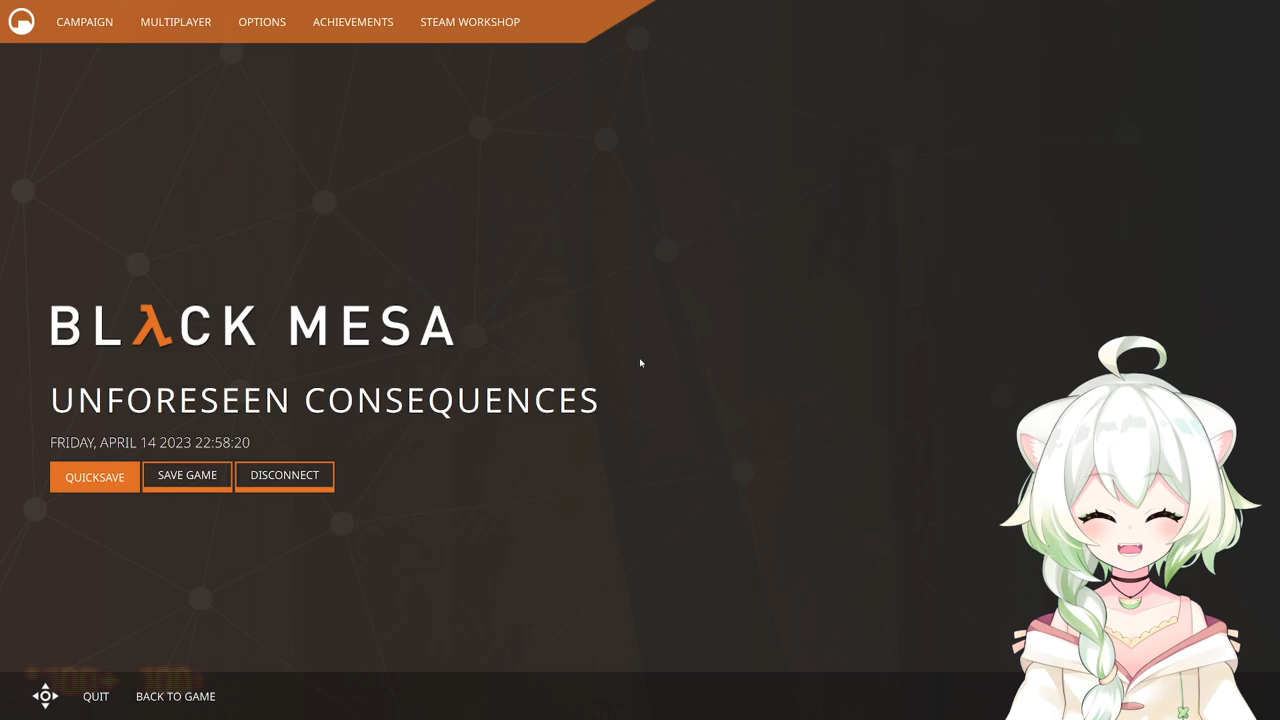 CAMPAIGN MULTIPLAYER OPTIONS ACHIEVEMENTS STEAM WORKSHOP
BLλCK MESA
UNFORESEEN CONSEQUENCES
FRIDAY, APRIL 14 2023 22:58:20
QUICKSAVE SAVE GAME DISCONNECT
QUIT BACK TO GAME